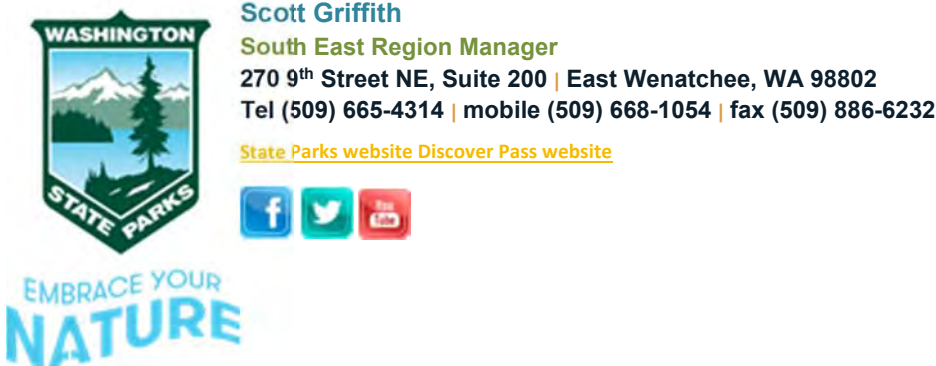 WASHINGTON
STATE PARKS
EMBRACE YOUR
NATURE
Scott Griffith
South East Region Manager
270 9th Street NE, Suite 200 | East Wenatchee, WA 98802
Tel (509) 665-4314 | mobile (509) 668-1054 | fax (509) 886-6232
State Parks website Discover Pass website
f
You
Tube